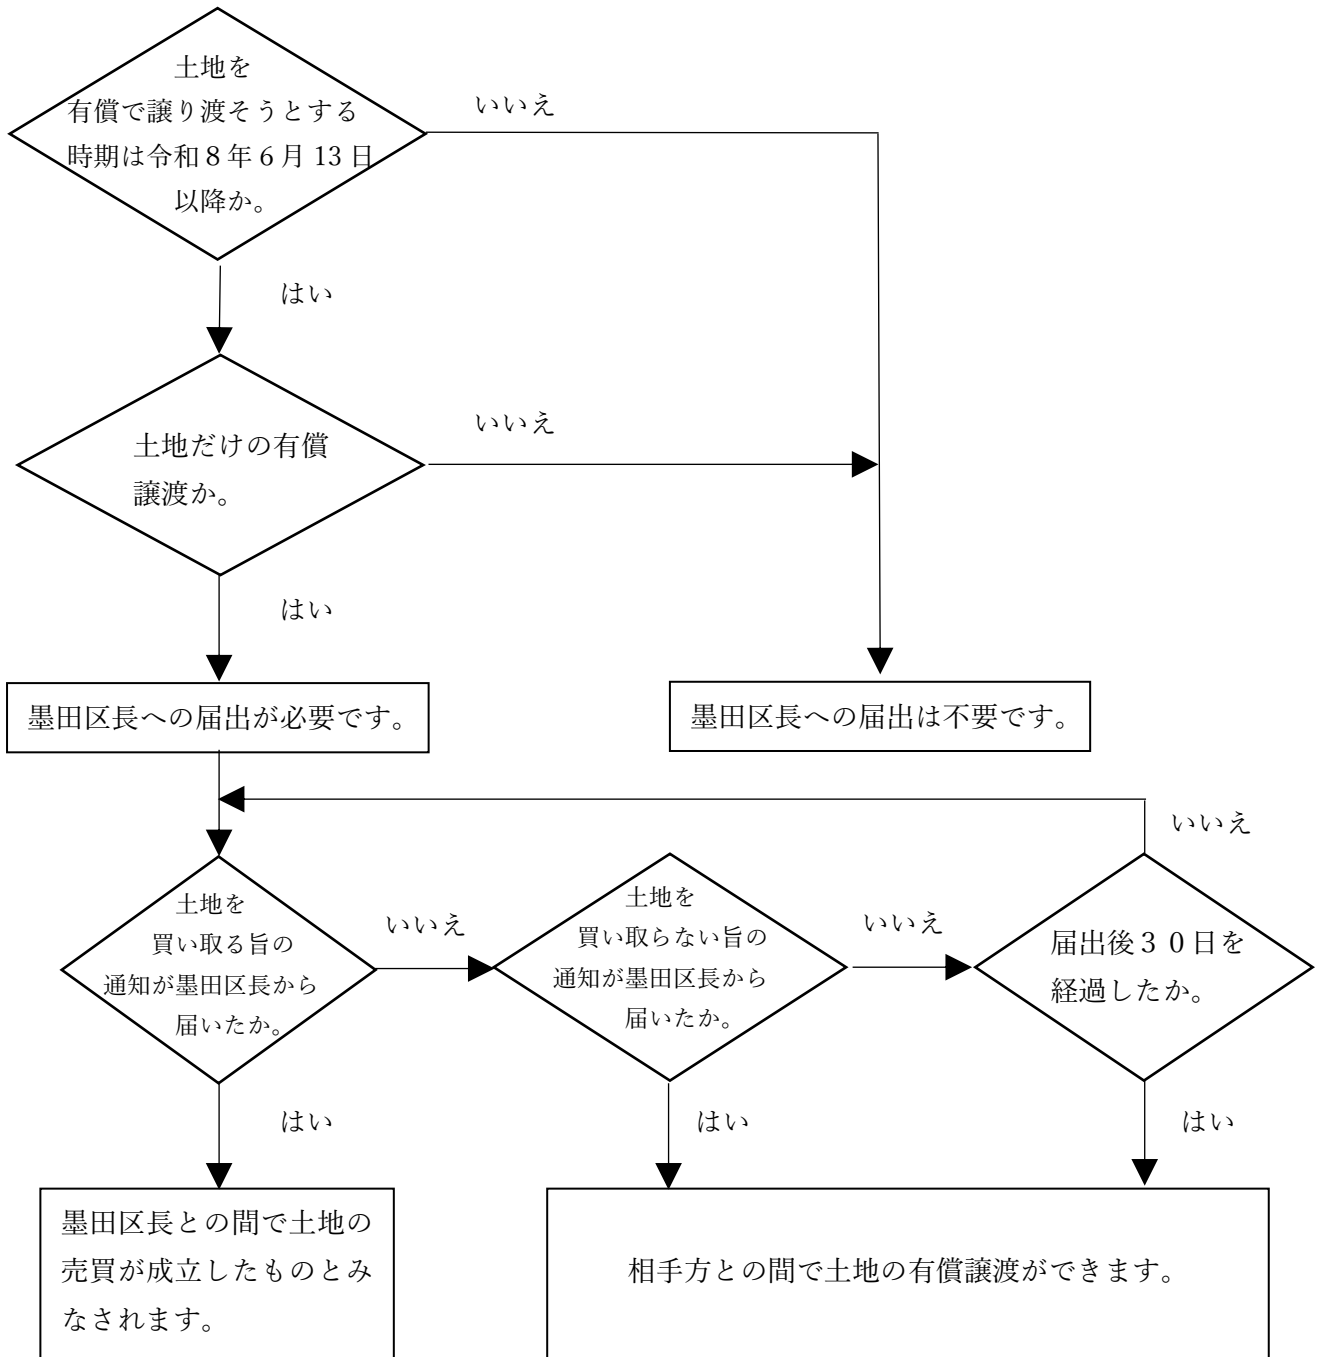 土地を
有償で譲り渡そうとする
時期は令和８年６月 13 日
以降か。
いいえ
はい
土地だけの有償
譲渡か。
いいえ
はい
墨田区長への届出が必要です。
墨田区長への届出は不要です。
いいえ
土地を
買い取る旨の
通知が墨田区長から
届いたか。
いいえ
土地を
買い取らない旨の
通知が墨田区長から
届いたか。
いいえ
届出後３０日を
経過したか。
はい
はい
はい
墨田区長との間で土地の
売買が成立したものとみ
なされます。
相手方との間で土地の有償譲渡ができます。